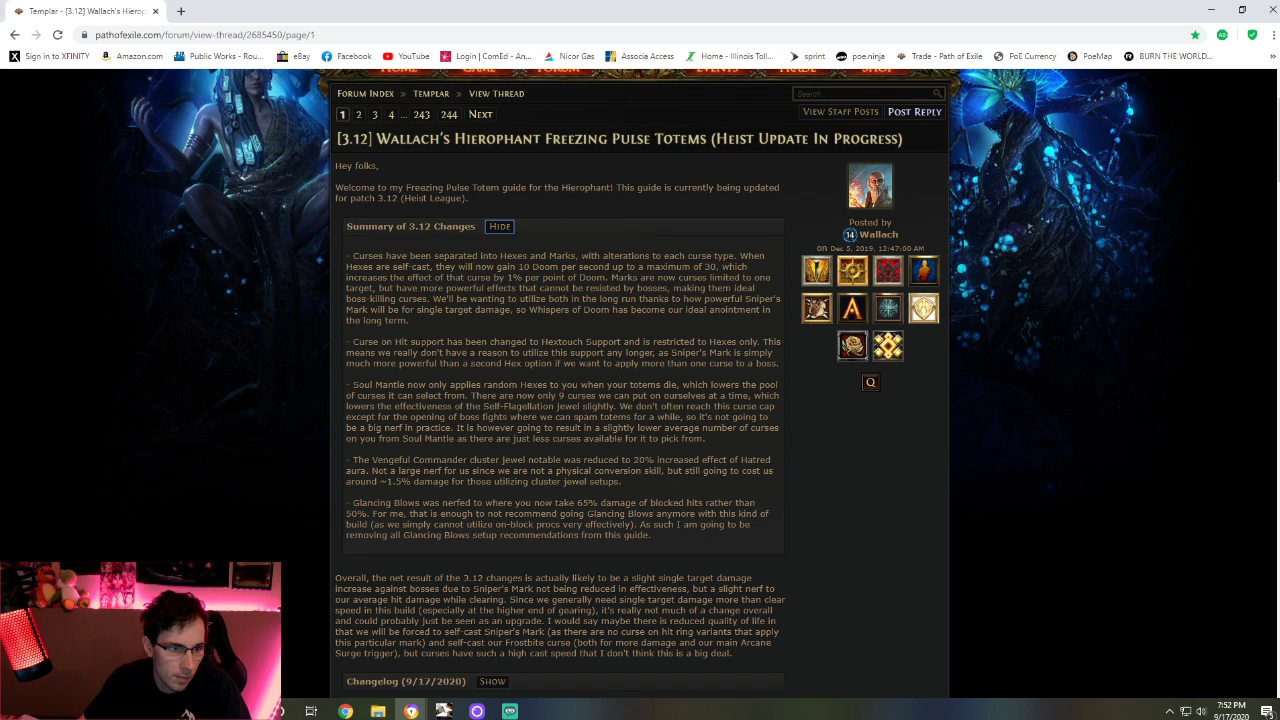 Templar - [3.12] Wallach's Hierop
pathofexile.com/forum/view-thread/2685450/page/1
Sign in to XFINITY
Amazon.com
Public Works - Rou...
eBay
Facebook
YouTube
Login | ComEd - An...
Nicor Gas
Associa Access
Home - Illinois Toll...
sprint
poe.ninja
Trade - Path of Exile
PoE Currency
PoeMap
BURN THE WORLD...
HOME GAME FORUM EVENTS TRADE SHOP
FORUM INDEX » TEMPLAR » VIEW THREAD
Search...
1 2 3 4 ... 243 244 NEXT
VIEW STAFF POSTS POST REPLY
[3.12] WALLACH'S HIEROPHANT FREEZING PULSE TOTEMS (HEIST UPDATE IN PROGRESS)
Hey folks,
Welcome to my Freezing Pulse Totem guide for the Hierophant! This guide is currently being updated
for patch 3.12 (Heist League).
Summary of 3.12 Changes HIDE
- Curses have been separated into Hexes and Marks, with alterations to each curse type. When
Hexes are self-cast, they will now gain 10 Doom per second up to a maximum of 30, which
increases the effect of that curse by 1% per point of Doom. Marks are now curses limited to one
target, but have more powerful effects that cannot be resisted by bosses, making them ideal
boss-killing curses. We'll be wanting to utilize both in the long run thanks to how powerful Sniper's
Mark will be for single target damage, so Whispers of Doom has become our ideal anointment in
the long term.
- Curse on Hit support has been changed to Hextouch Support and is restricted to Hexes only. This
means we really don't have a reason to utilize this support any longer, as Sniper's Mark is simply
much more powerful than a second Hex option if we want to apply more than one curse to a boss.
- Soul Mantle now only applies random Hexes to you when your totems die, which lowers the pool
of curses it can select from. There are now only 9 curses we can put on ourselves at a time, which
lowers the effectiveness of the Self-Flagellation jewel slightly. We don't often reach this curse cap
except for the opening of boss fights where we can spam totems for a while, so it's not going to
be a big nerf in practice. It is however going to result in a slightly lower average number of curses
on you from Soul Mantle as there are just less curses available for it to pick from.
- The Vengeful Commander cluster jewel notable was reduced to 20% increased effect of Hatred
aura. Not a large nerf for us since we are not a physical conversion skill, but still going to cost us
around ~1.5% damage for those utilizing cluster jewel setups.
- Glancing Blows was nerfed to where you now take 65% damage of blocked hits rather than
50%. For me, that is enough to not recommend going Glancing Blows anymore with this kind of
build (as we simply cannot utilize on-block procs very effectively). As such I am going to be
removing all Glancing Blows setup recommendations from this guide.
Overall, the net result of the 3.12 changes is actually likely to be a slight single target damage
increase against bosses due to Sniper's Mark not being reduced in effectiveness, but a slight nerf to
our average hit damage while clearing. Since we generally need single target damage more than clear
speed in this build (especially at the higher end of gearing), it's really not much of a change overall
and could probably just be seen as an upgrade. I would say maybe there is reduced quality of life in
that we will be forced to self-cast Sniper's Mark (as there are no curse on hit ring variants that apply
this particular mark) and self-cast our Frostbite curse (both for more damage and our main Arcane
Surge trigger), but curses have such a high cast speed that I don't think this is a big deal.
Changelog (9/17/2020) SHOW
Posted by
14 Wallach
on Dec 5, 2019, 12:47:00 AM
Q
7:52 PM
9/17/2020